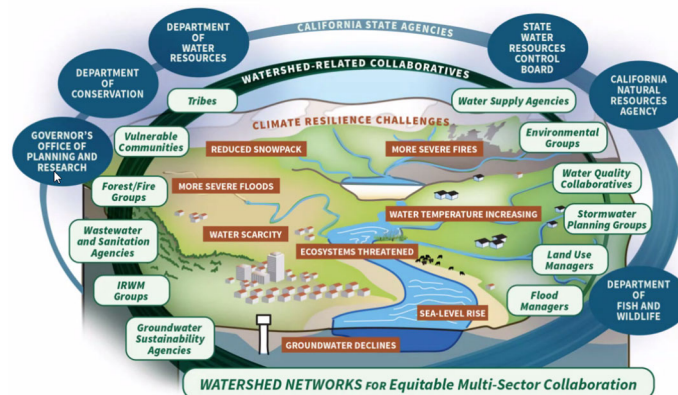 CALIFORNIA STATE AGENCIES
DEPARTMENT
OF
WATER
RESOURCES
STATE
WATER
RESOURCES
CONTROL
BOARD
DEPARTMENT
OF
CONSERVATION
CALIFORNIA
NATURAL
RESOURCES
AGENCY
GOVERNOR'S
OFFICE OF
PLANNING AND
RESEARCH
DEPARTMENT
OF
FISH AND
WILDLIFE
WATERSHED-RELATED COLLABORATIVES
Tribes
Water Supply Agencies
Vulnerable
Communities
Environmental
Groups
Forest/Fire
Groups
Water Quality
Collaboratives
Wastewater
and Sanitation
Agencies
Stormwater
Planning Groups
IRWM
Groups
Land Use
Managers
Groundwater
Sustainability
Agencies
Flood
Managers
CLIMATE RESILIENCE CHALLENGES
REDUCED SNOWPACK
MORE SEVERE FIRES
MORE SEVERE FLOODS
WATER TEMPERATURE INCREASING
WATER SCARCITY
ECOSYSTEMS THREATENED
SEA-LEVEL RISE
GROUNDWATER DECLINES
WATERSHED NETWORKS FOR Equitable Multi-Sector Collaboration